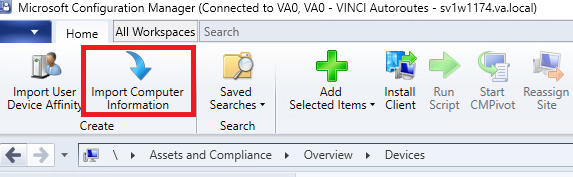 Microsoft Configuration Manager (Connected to VA0, VA0 - VINCI Autoroutes - sv1w1174.va.local)
Home All Workspaces Search
Import User Device Affinity
Import Computer Information
Saved Searches
Add Selected Items
Install Client
Run Script
Start CMPivot
Reassign Site
Create Search
\ Assets and Compliance Overview Devices